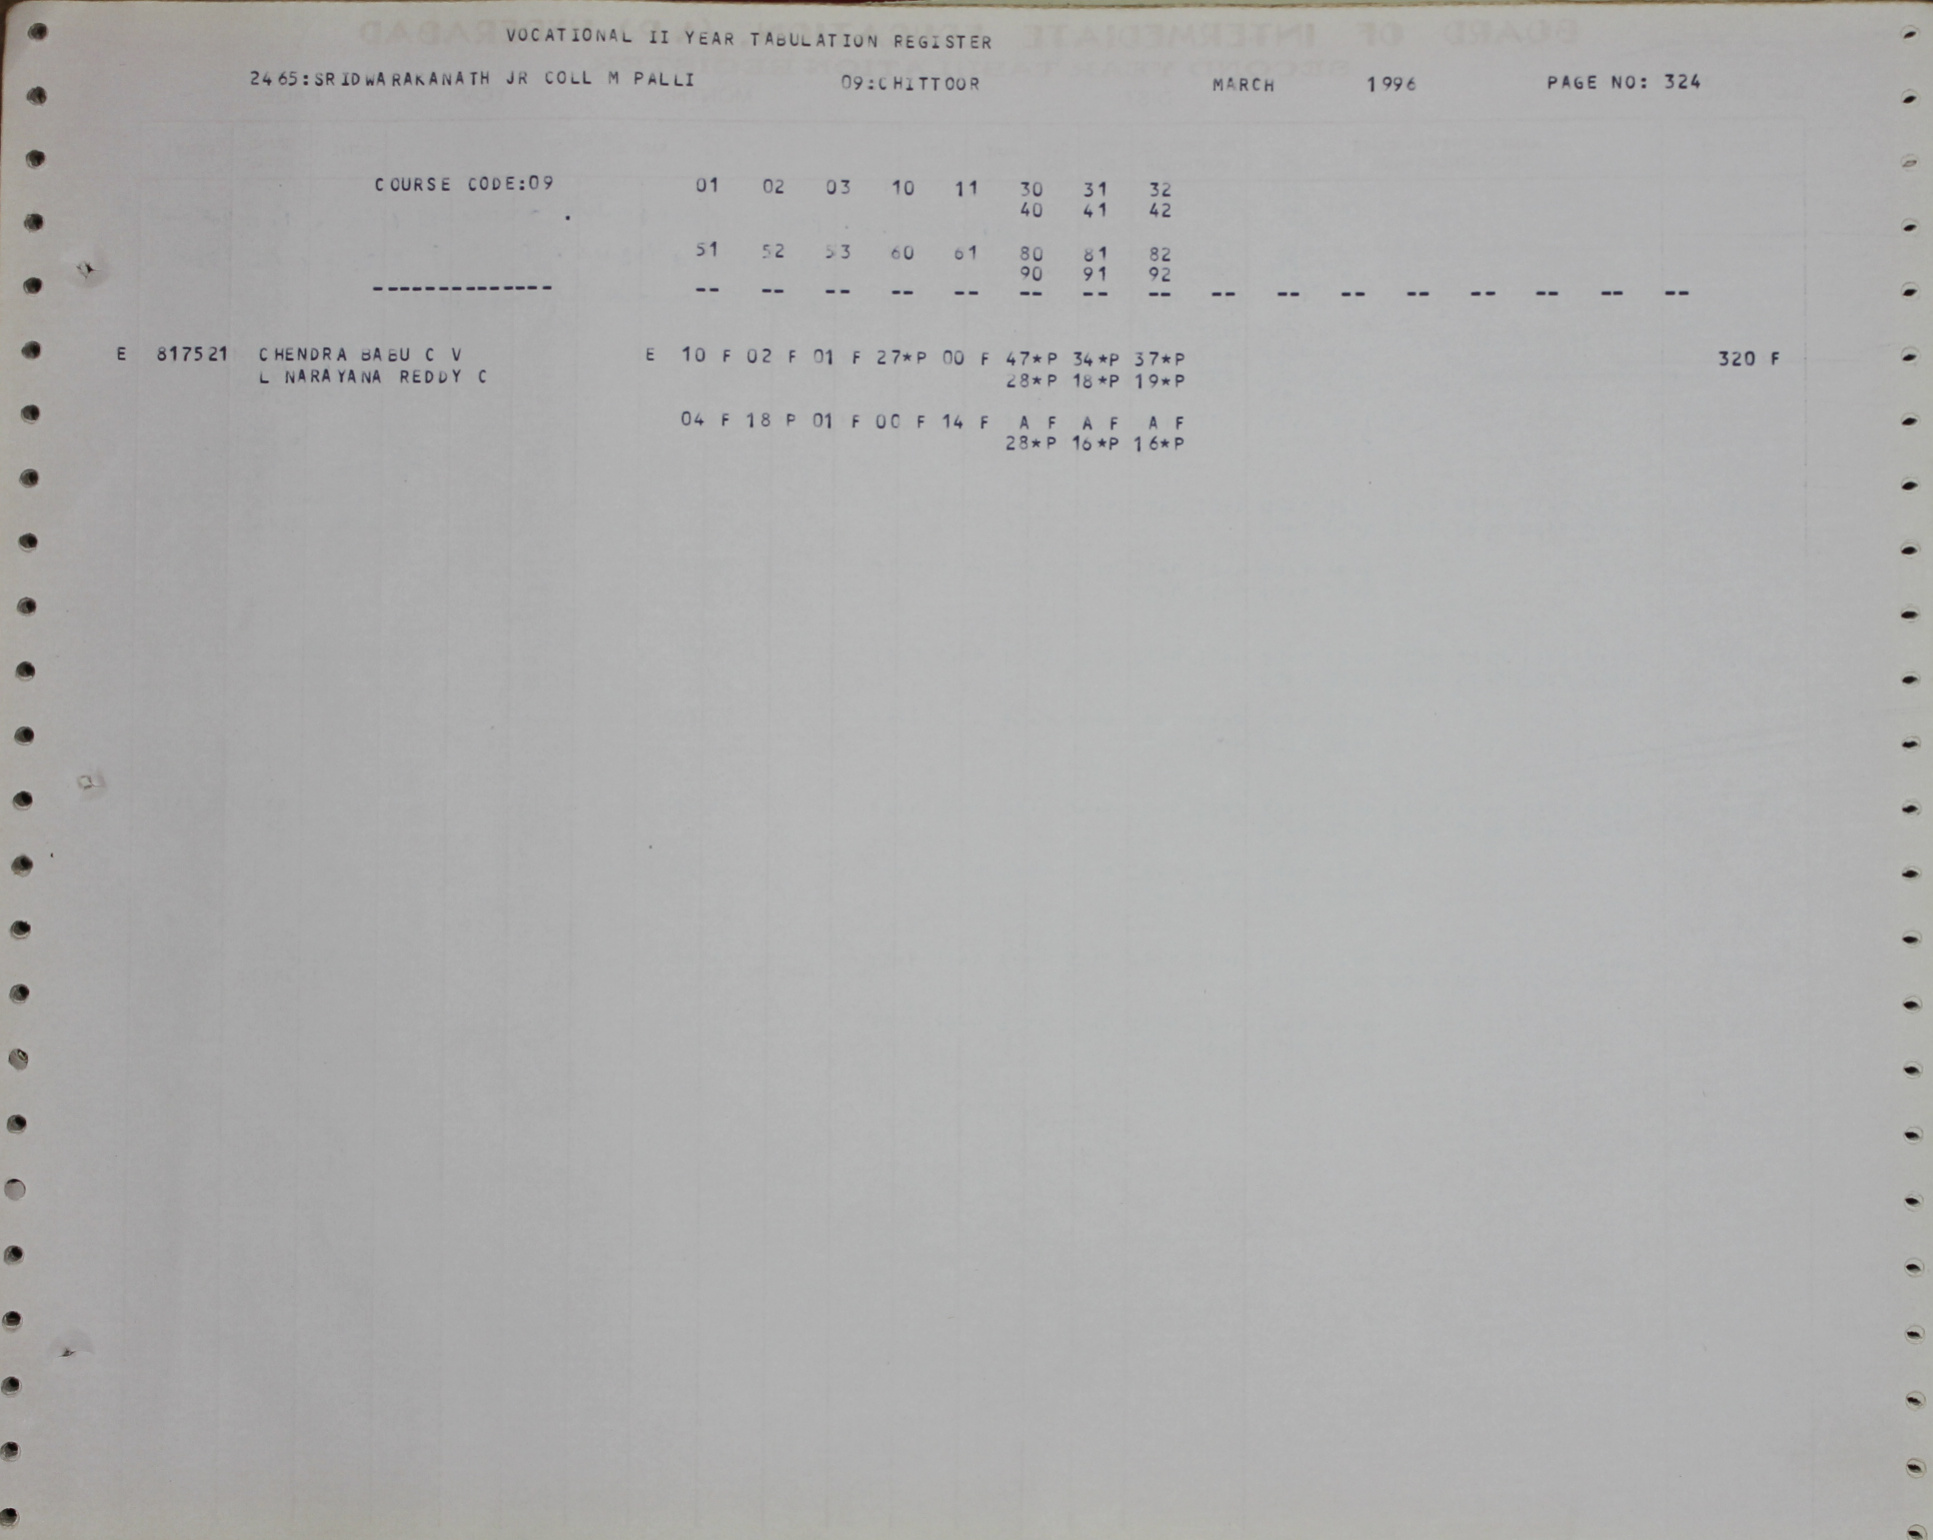 VOCATIONAL II YEAR TABULATION REGISTER
2465:SRIDWARAKANATH JR COLL M PALLI 09:CHITTOOR MARCH 1996 PAGE NO: 324
COURSE CODE:09 01 02 03 10 11 30 31 32
40 41 42
51 52 53 60 61 80 81 82
90 91 92
-------------- -- -- -- -- -- -- -- -- -- -- -- -- -- -- -- --
E 817521 CHENDRA BABU C V E 10 F 02 F 01 F 27*P 00 F 47*P 34*P 37*P 320 F
L NARAYANA REDDY C 28*P 18*P 19*P
04 F 18 P 01 F 00 F 14 F A F A F A F
28*P 16*P 16*P